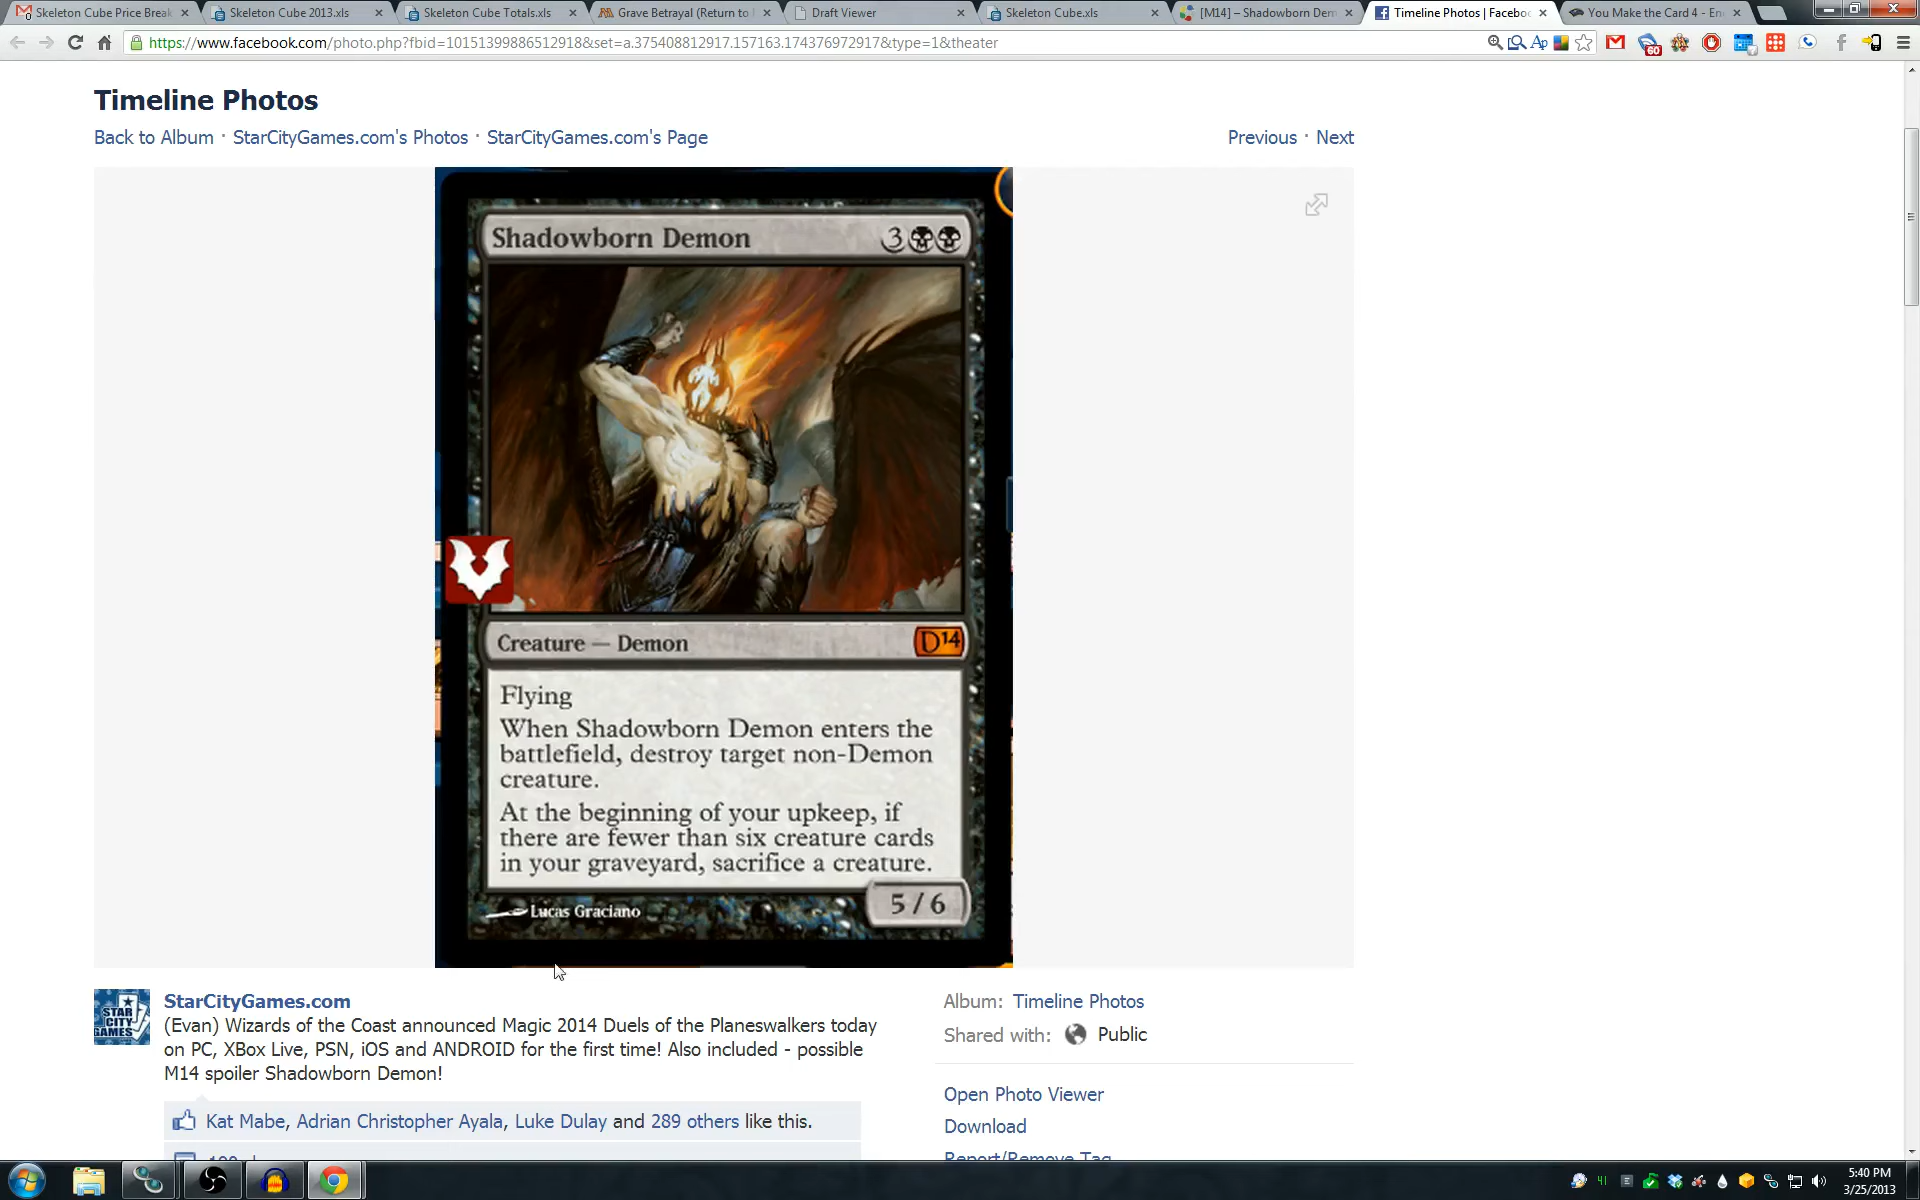 Skeleton Cube Price Break
Skeleton Cube 2013.xls
Skeleton Cube Totals.xls
Grave Betrayal (Return to
Draft Viewer
Skeleton Cube.xls
[M14] – Shadowborn Dem
Timeline Photos | Faceboo
You Make the Card 4 - En
https://www.facebook.com/photo.php?fbid=10151399886512918&set=a.375408812917.157163.174376972917&type=1&theater
60
Timeline Photos
Back to Album · StarCityGames.com's Photos · StarCityGames.com's Page
Previous · Next
Shadowborn Demon 3
Creature — Demon D14
Flying
When Shadowborn Demon enters the
battlefield, destroy target non-Demon
creature.
At the beginning of your upkeep, if
there are fewer than six creature cards
in your graveyard, sacrifice a creature.
5/6
Lucas Graciano
STAR
CITY
GAMES
StarCityGames.com
(Evan) Wizards of the Coast announced Magic 2014 Duels of the Planeswalkers today
on PC, XBox Live, PSN, iOS and ANDROID for the first time! Also included - possible
M14 spoiler Shadowborn Demon!
Kat Mabe, Adrian Christopher Ayala, Luke Dulay and 289 others like this.
Album: Timeline Photos
Shared with: Public
Open Photo Viewer
Download
Report/Remove Tag
41
5:40 PM
3/25/2013